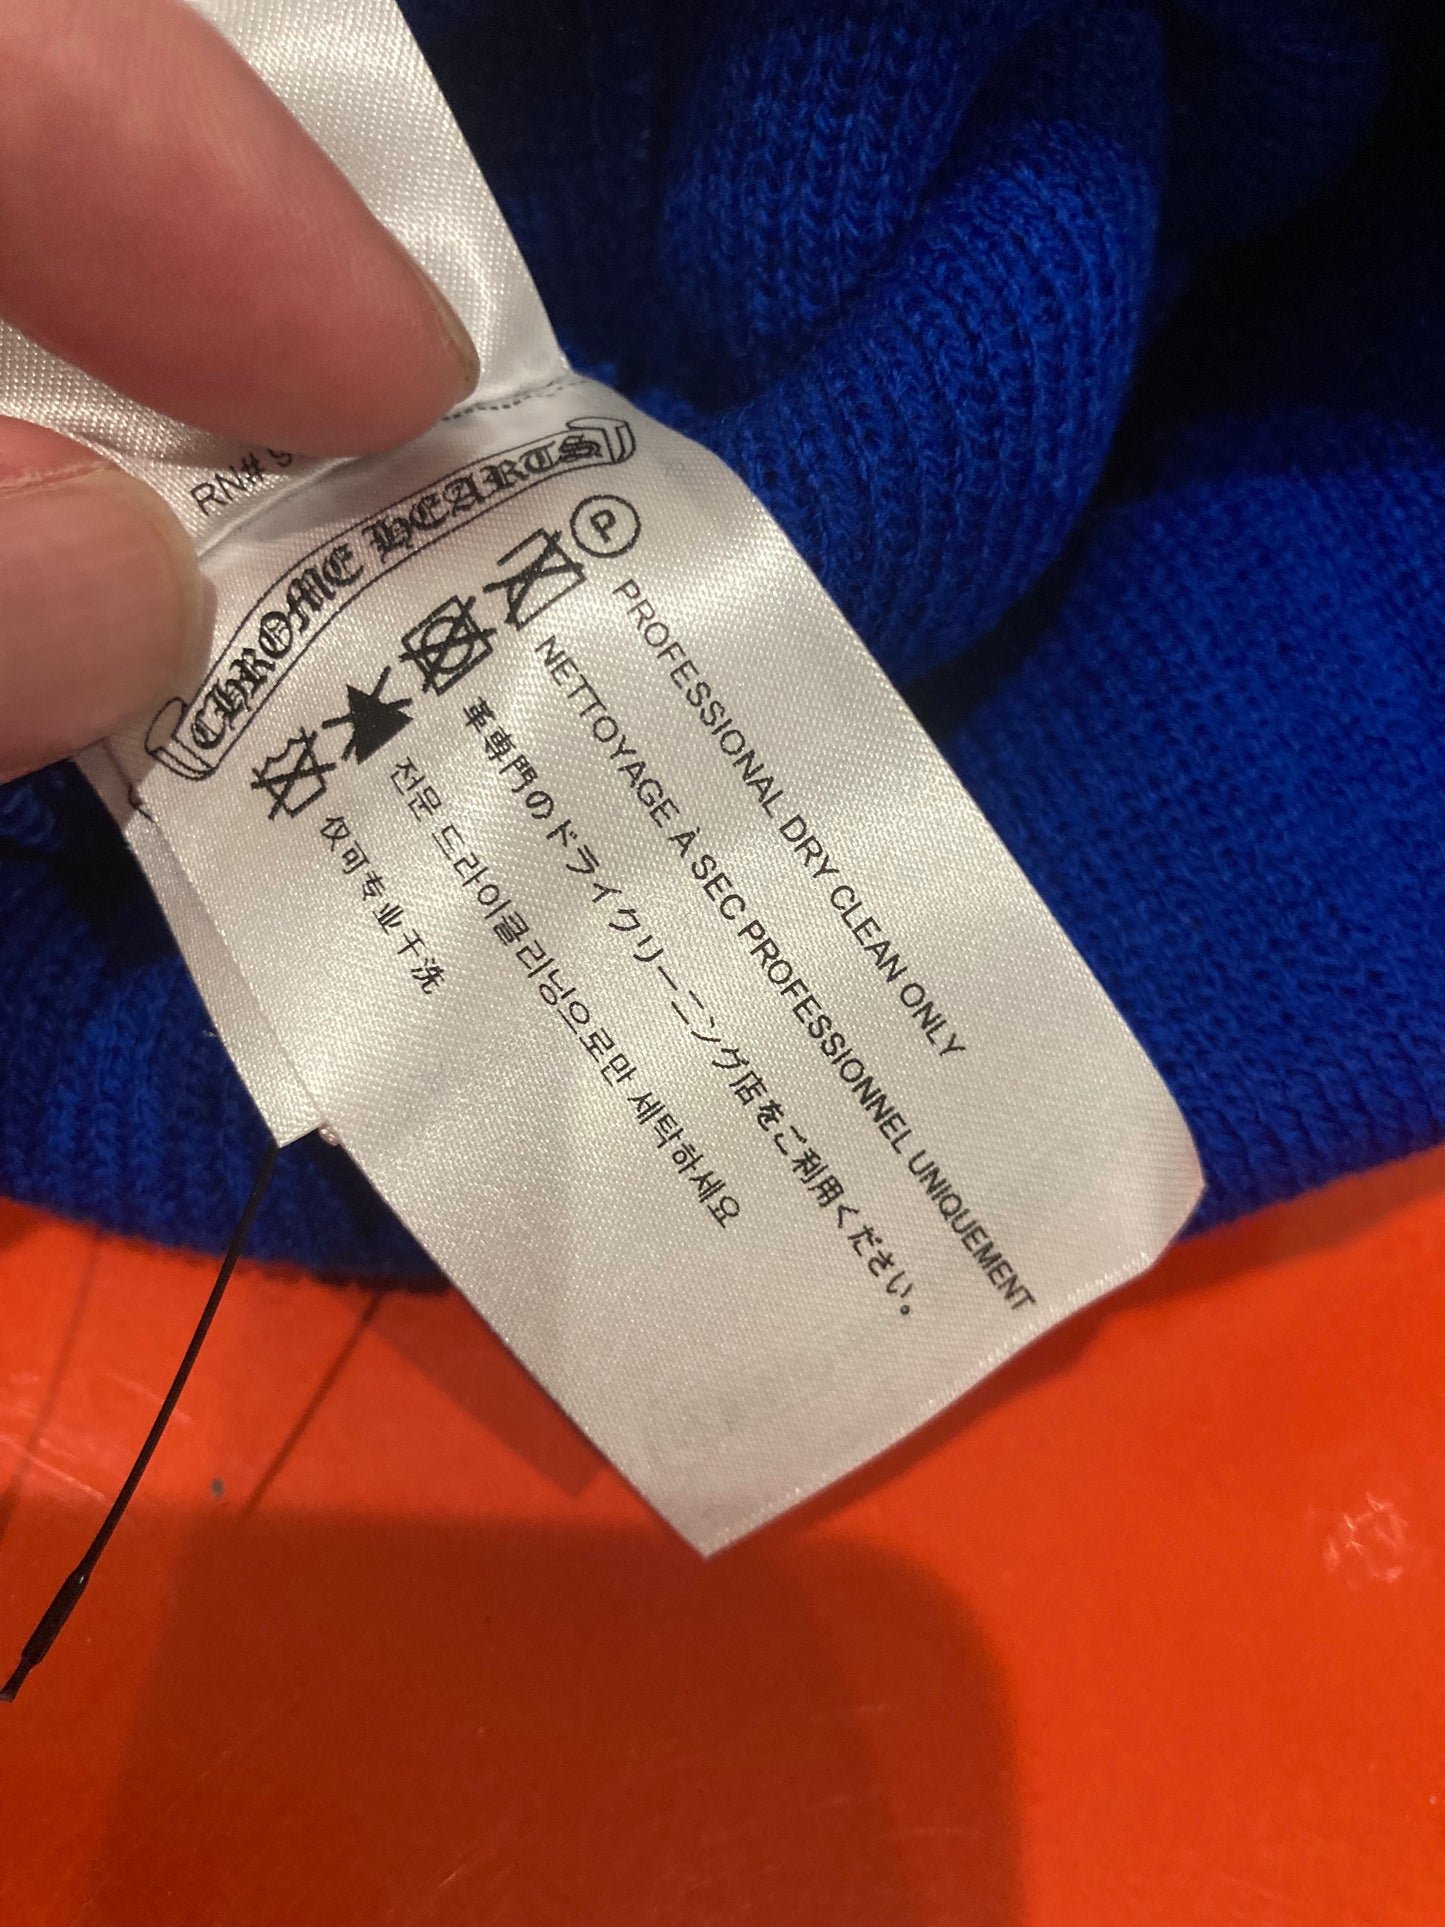 RN#
CHROME HEARTS
P
PROFESSIONAL DRY CLEAN ONLY
NETTOYAGE À SEC PROFESSIONNEL UNIQUEMENT
革専門のドライクリーニング店をご利用ください。
전문 드라이클리닝으로만 세탁하세요
仅可专业干洗